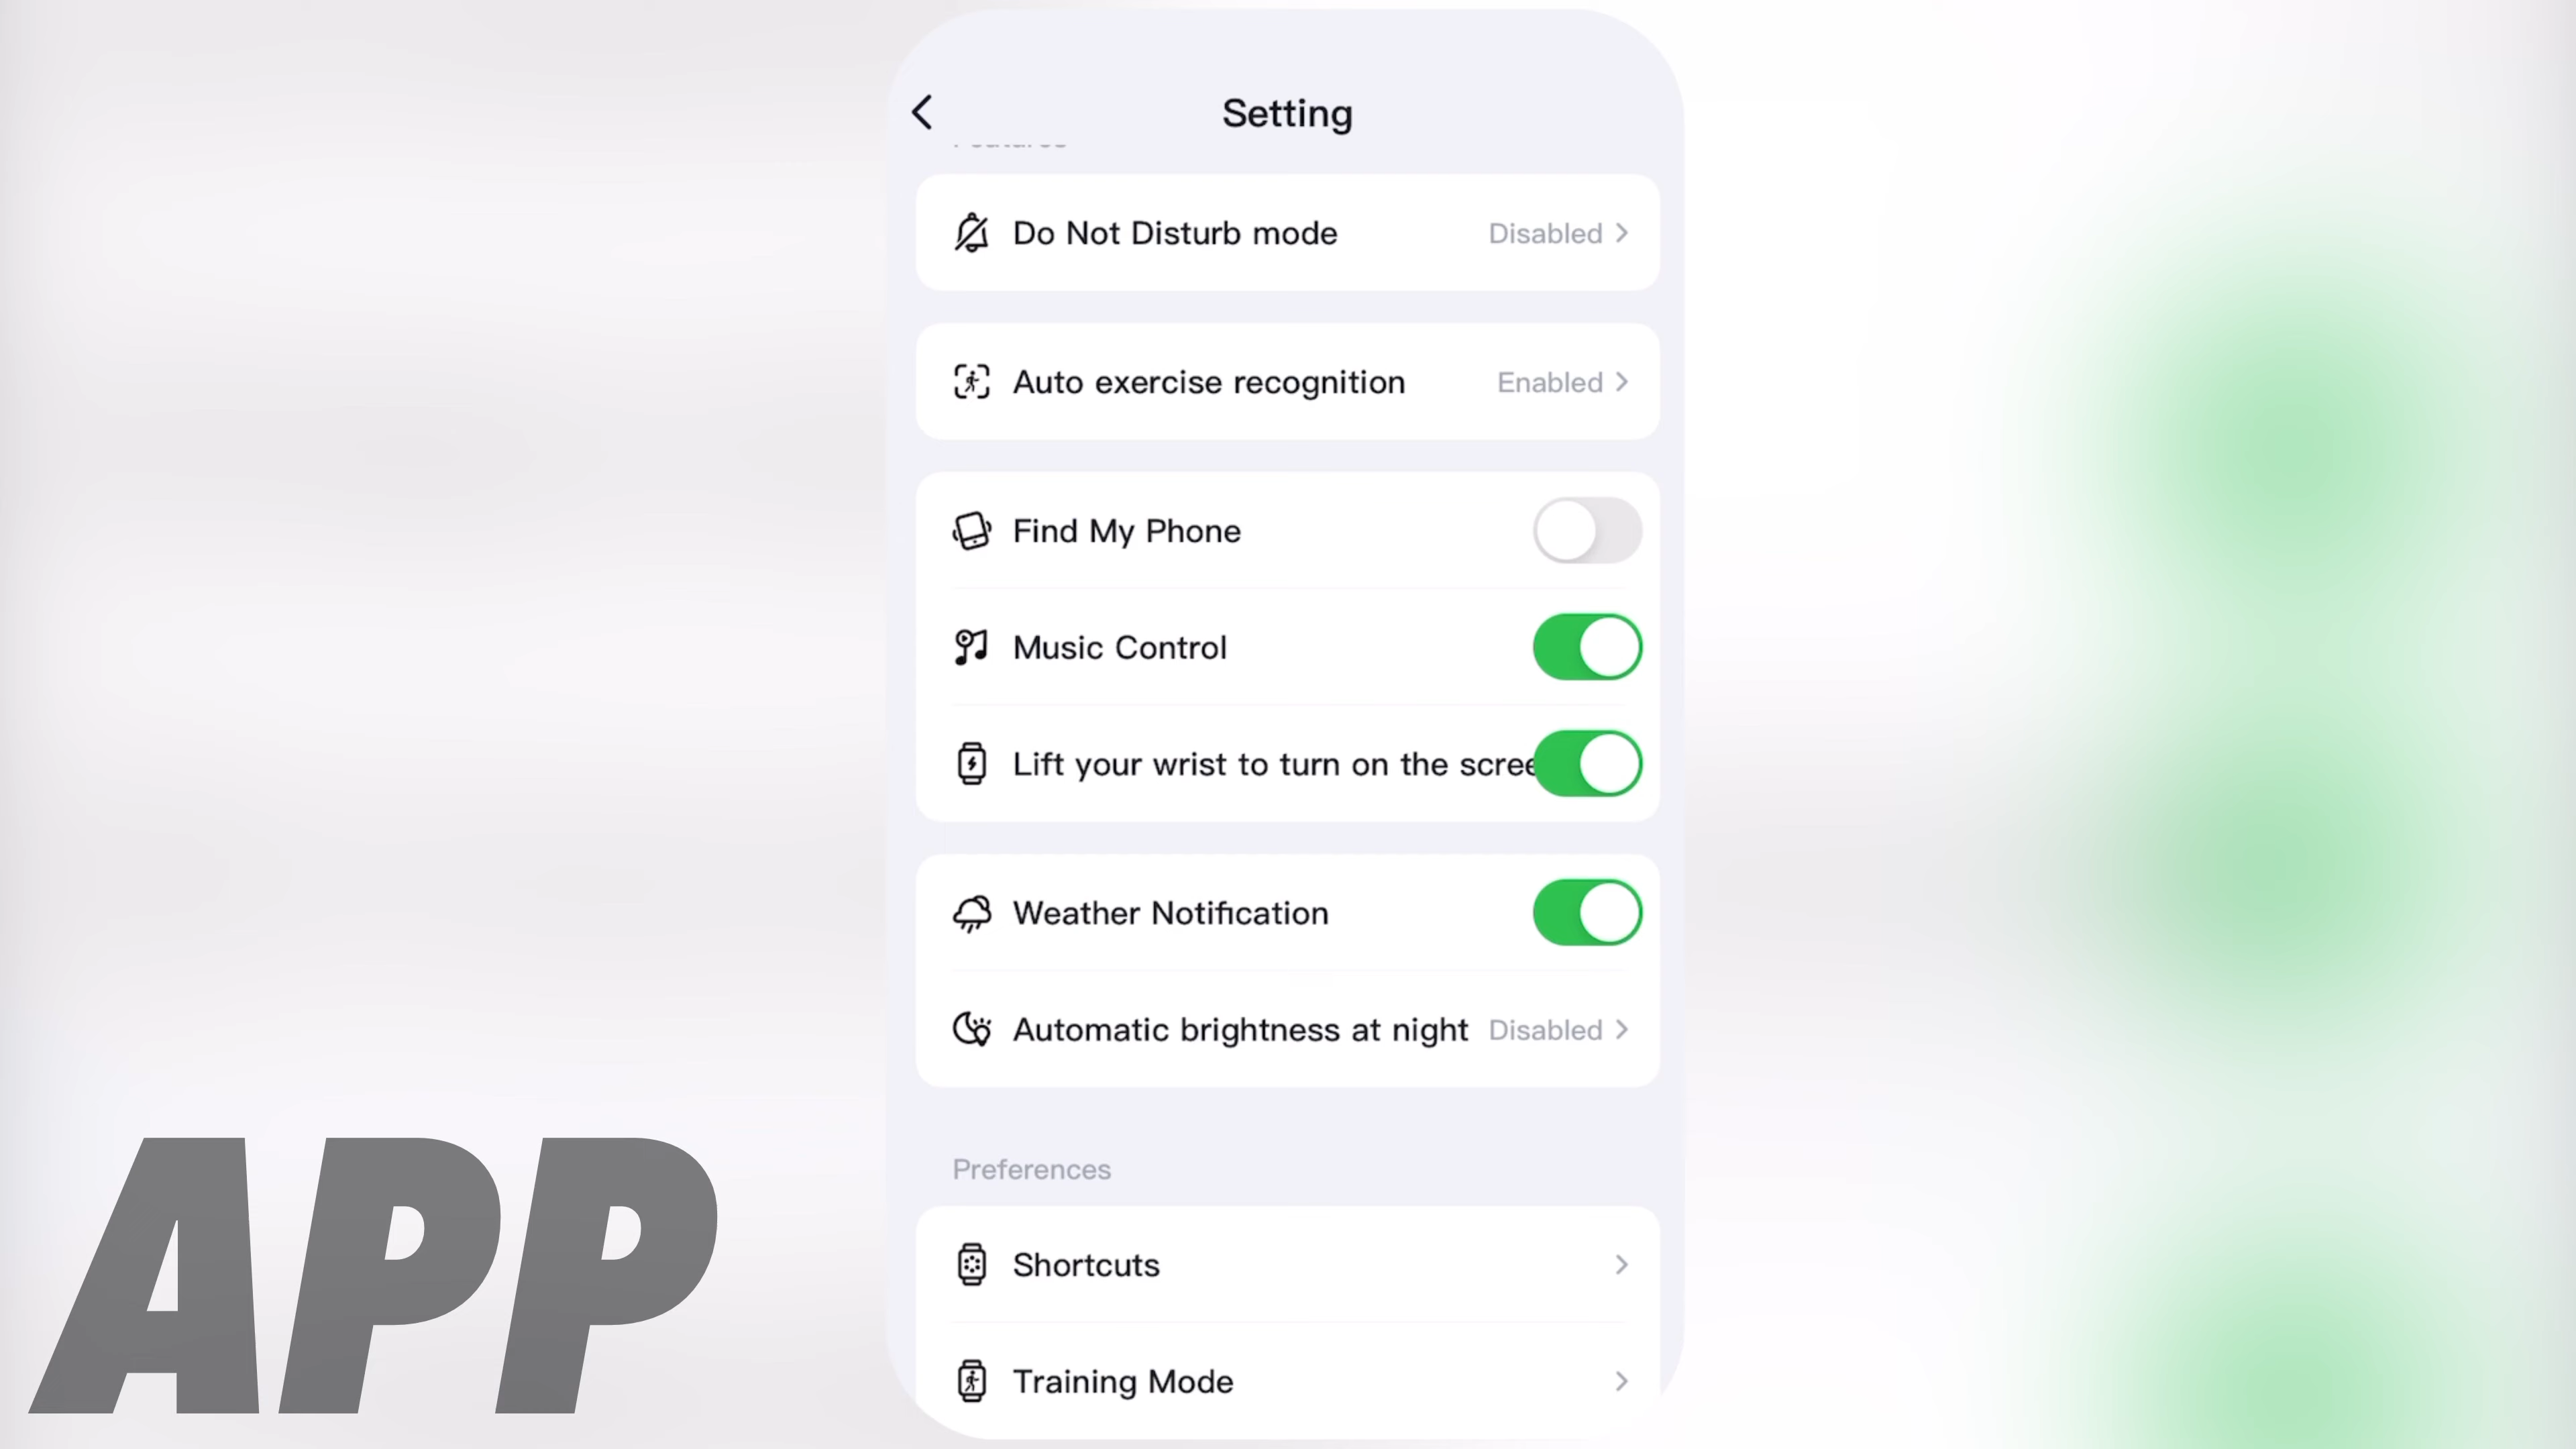 Setting
Features
Do Not Disturb mode Disabled
Auto exercise recognition Enabled
Find My Phone
Music Control
Lift your wrist to turn on the scree
Weather Notification
Automatic brightness at night Disabled
Preferences
Shortcuts
Training Mode
APP